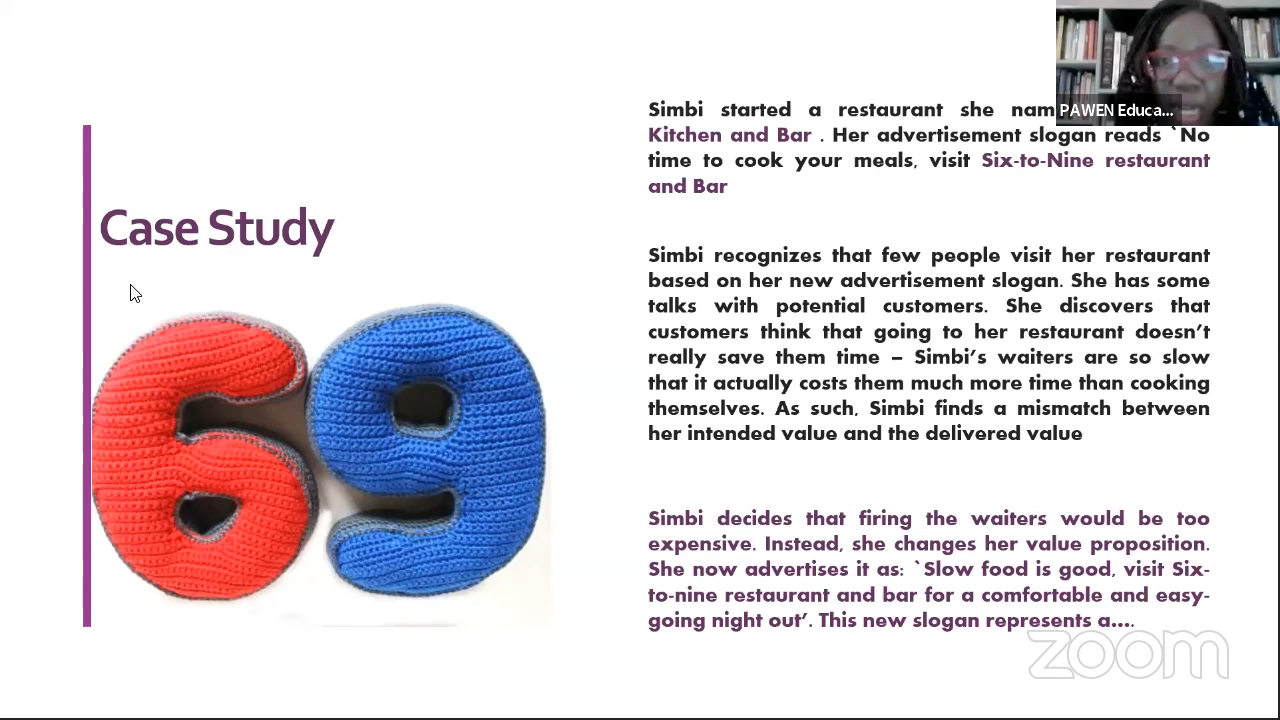 PAWEN Educa...
Case Study
69
Simbi started a restaurant she nam
Kitchen and Bar . Her advertisement slogan reads `No
time to cook your meals, visit Six-to-Nine restaurant
and Bar
Simbi recognizes that few people visit her restaurant
based on her new advertisement slogan. She has some
talks with potential customers. She discovers that
customers think that going to her restaurant doesn’t
really save them time – Simbi’s waiters are so slow
that it actually costs them much more time than cooking
themselves. As such, Simbi finds a mismatch between
her intended value and the delivered value
Simbi decides that firing the waiters would be too
expensive. Instead, she changes her value proposition.
She now advertises it as: `Slow food is good, visit Six-
to-nine restaurant and bar for a comfortable and easy-
going night out’. This new slogan represents a….
zoom